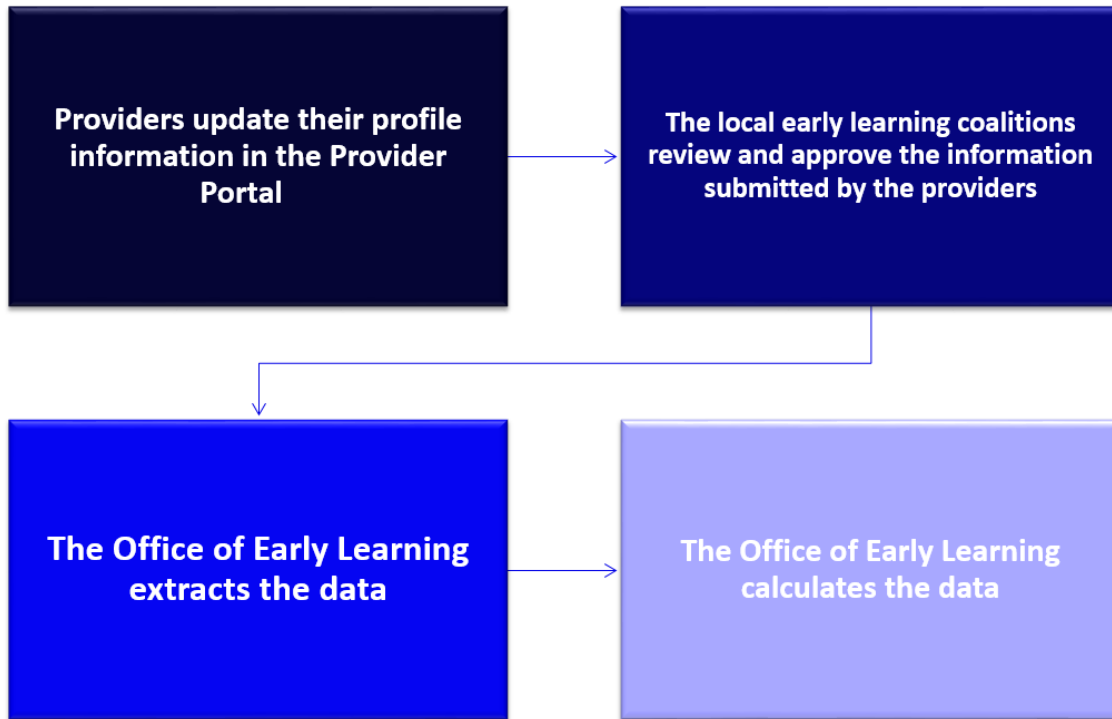 Providers update their profile
information in the Provider
Portal
The local early learning coalitions
review and approve the information
submitted by the providers
The Office of Early Learning
extracts the data
The Office of Early Learning
calculates the data